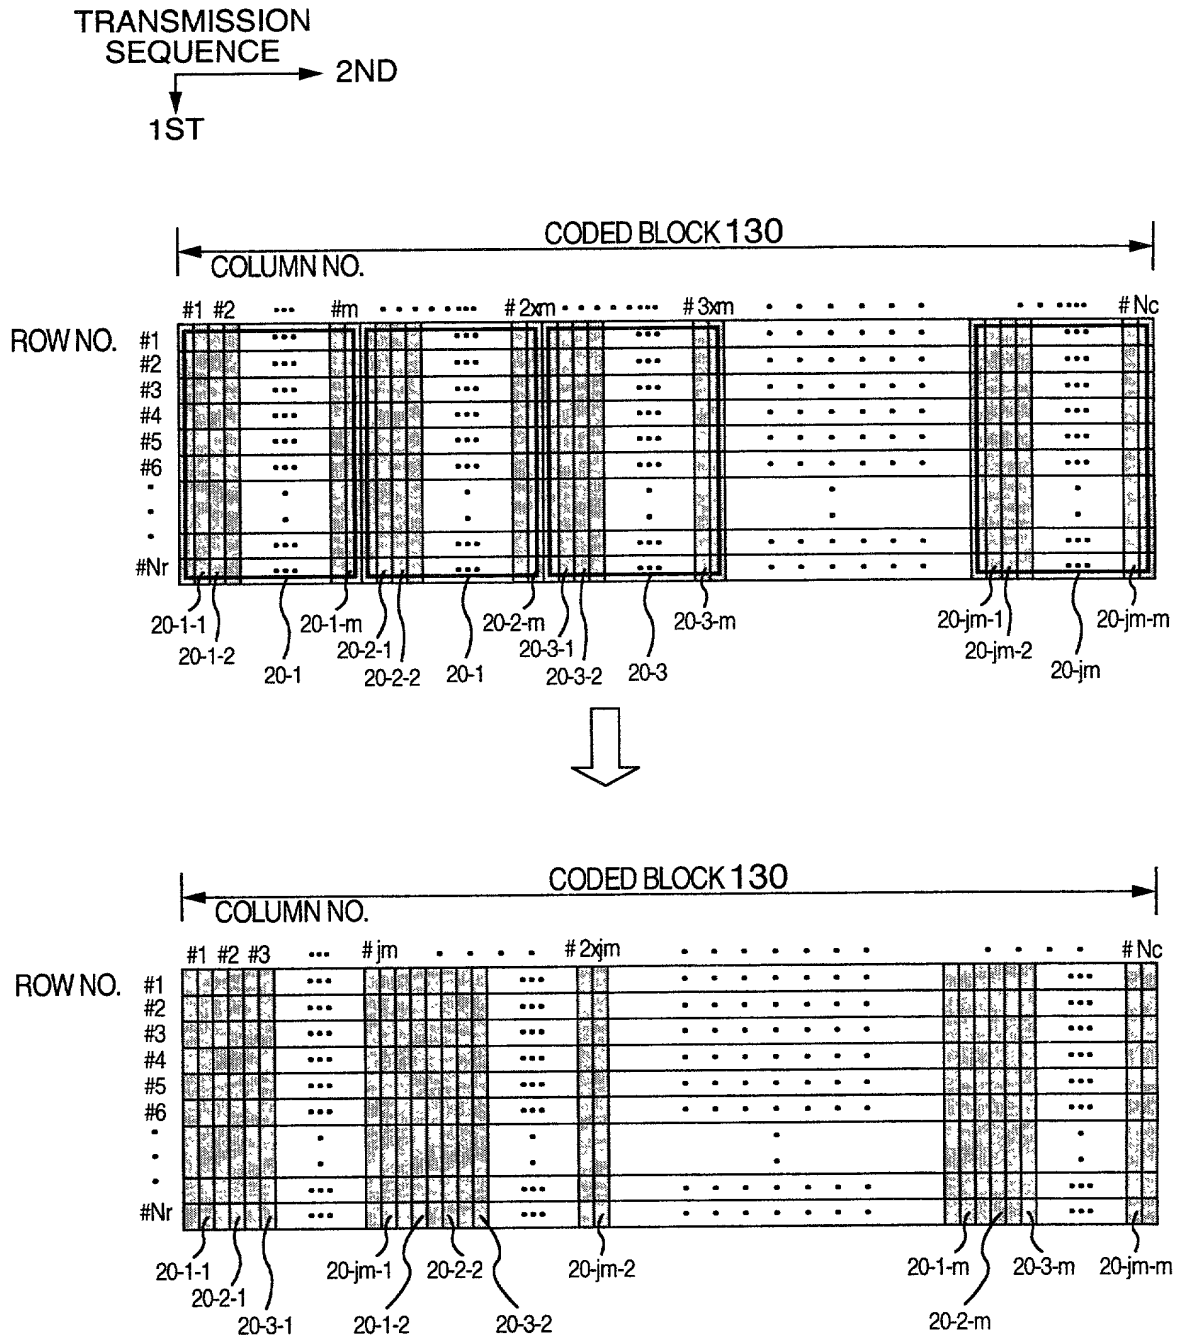 TRANSMISSION
SEQUENCE
2ND
1ST
CODED BLOCK 130
COLUMN NO.
#1 #2 ... #m . . . . ..... # 2xm . . . . . ..... # 3xm . . . . . . . . ..... # Nc
ROW NO.
#1
#2
#3
#4
#5
#6
#Nr
20-1-1
20-1-2
20-1
20-1-m
20-2-1
20-2-2
20-1
20-2-m
20-3-1
20-3-2
20-3
20-3-m
20-jm-1
20-jm-2
20-jm
20-jm-m
CODED BLOCK 130
COLUMN NO.
#1 #2 #3 ... # jm . . . . # 2xjm . . . . . . . . . . . # Nc
ROW NO.
#1
#2
#3
#4
#5
#6
#Nr
20-1-1
20-2-1
20-3-1
20-jm-1
20-1-2
20-2-2
20-3-2
20-jm-2
20-1-m
20-2-m
20-3-m
20-jm-m